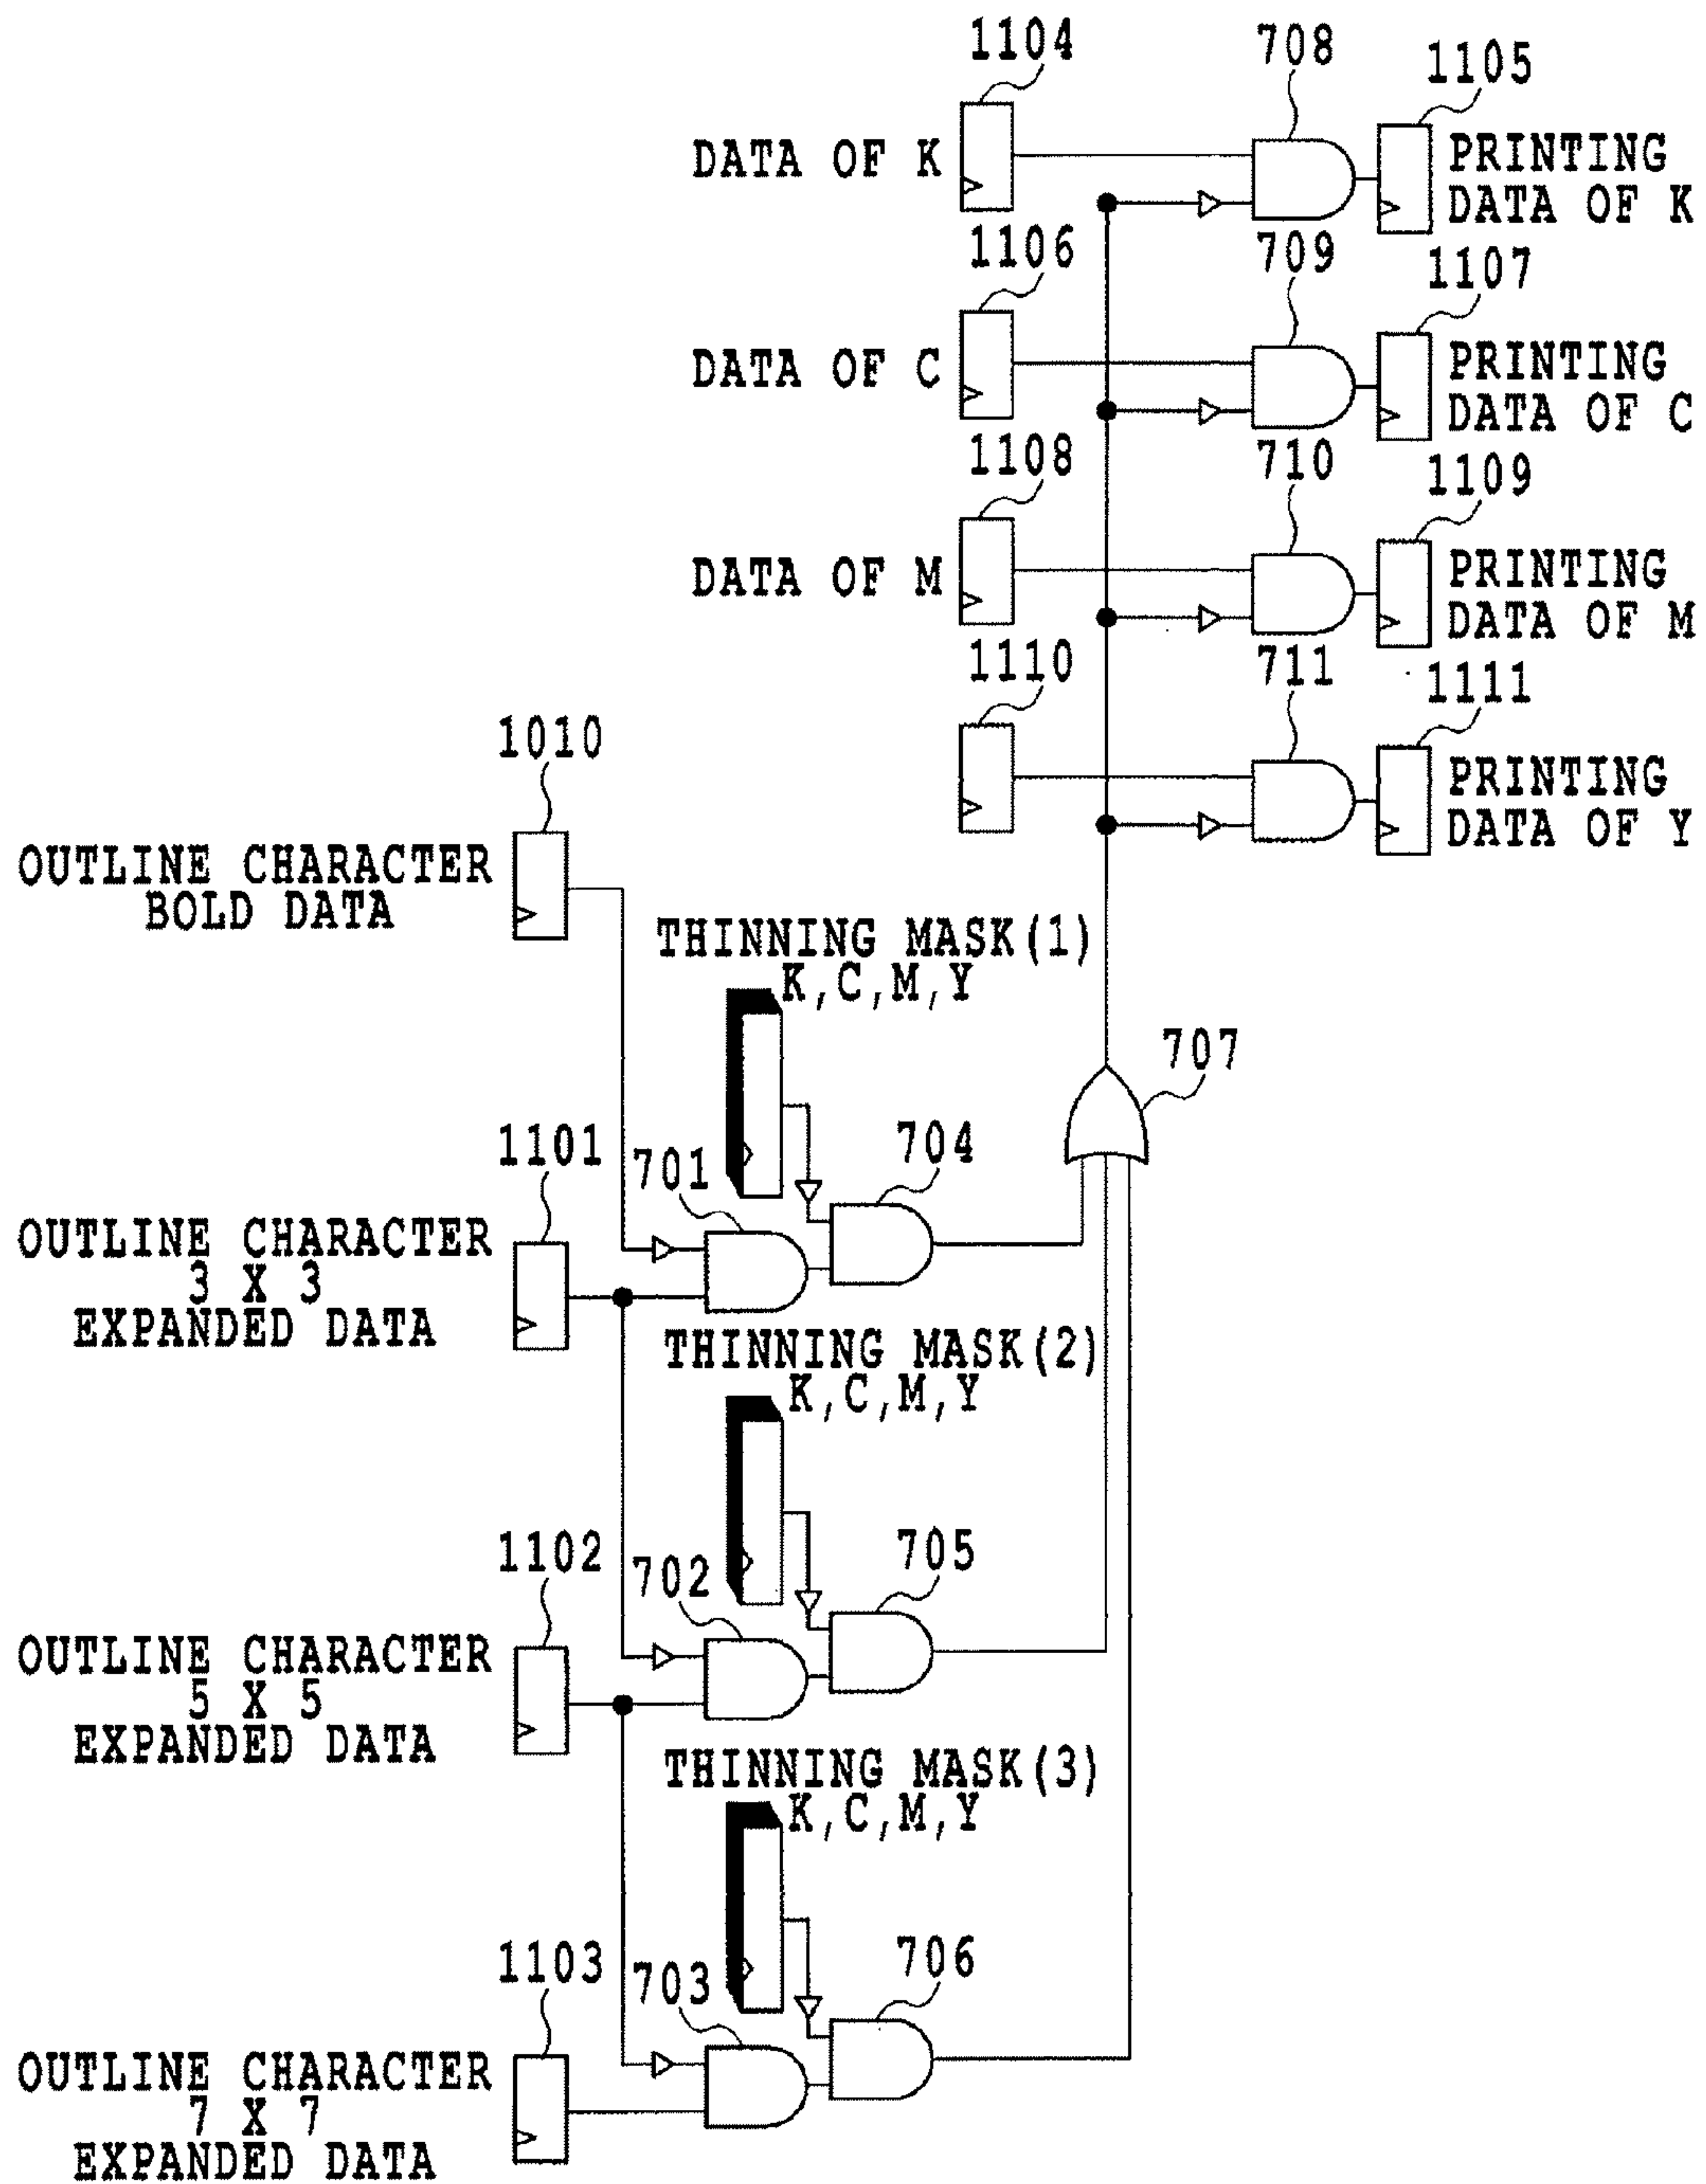 1104
708
1105
DATA OF K
PRINTING
DATA OF K
1106
709
1107
DATA OF C
PRINTING
DATA OF C
1108
710
1109
DATA OF M
PRINTING
DATA OF M
1110
711
1111
PRINTING
DATA OF Y
1010
OUTLINE CHARACTER
BOLD DATA
THINNING MASK(1)
K,C,M,Y
707
1101
701
704
OUTLINE CHARACTER
3 X 3
EXPANDED DATA
THINNING MASK(2)
K,C,M,Y
1102
702
705
OUTLINE CHARACTER
5 X 5
EXPANDED DATA
THINNING MASK(3)
K,C,M,Y
1103
703
706
OUTLINE CHARACTER
7 X 7
EXPANDED DATA